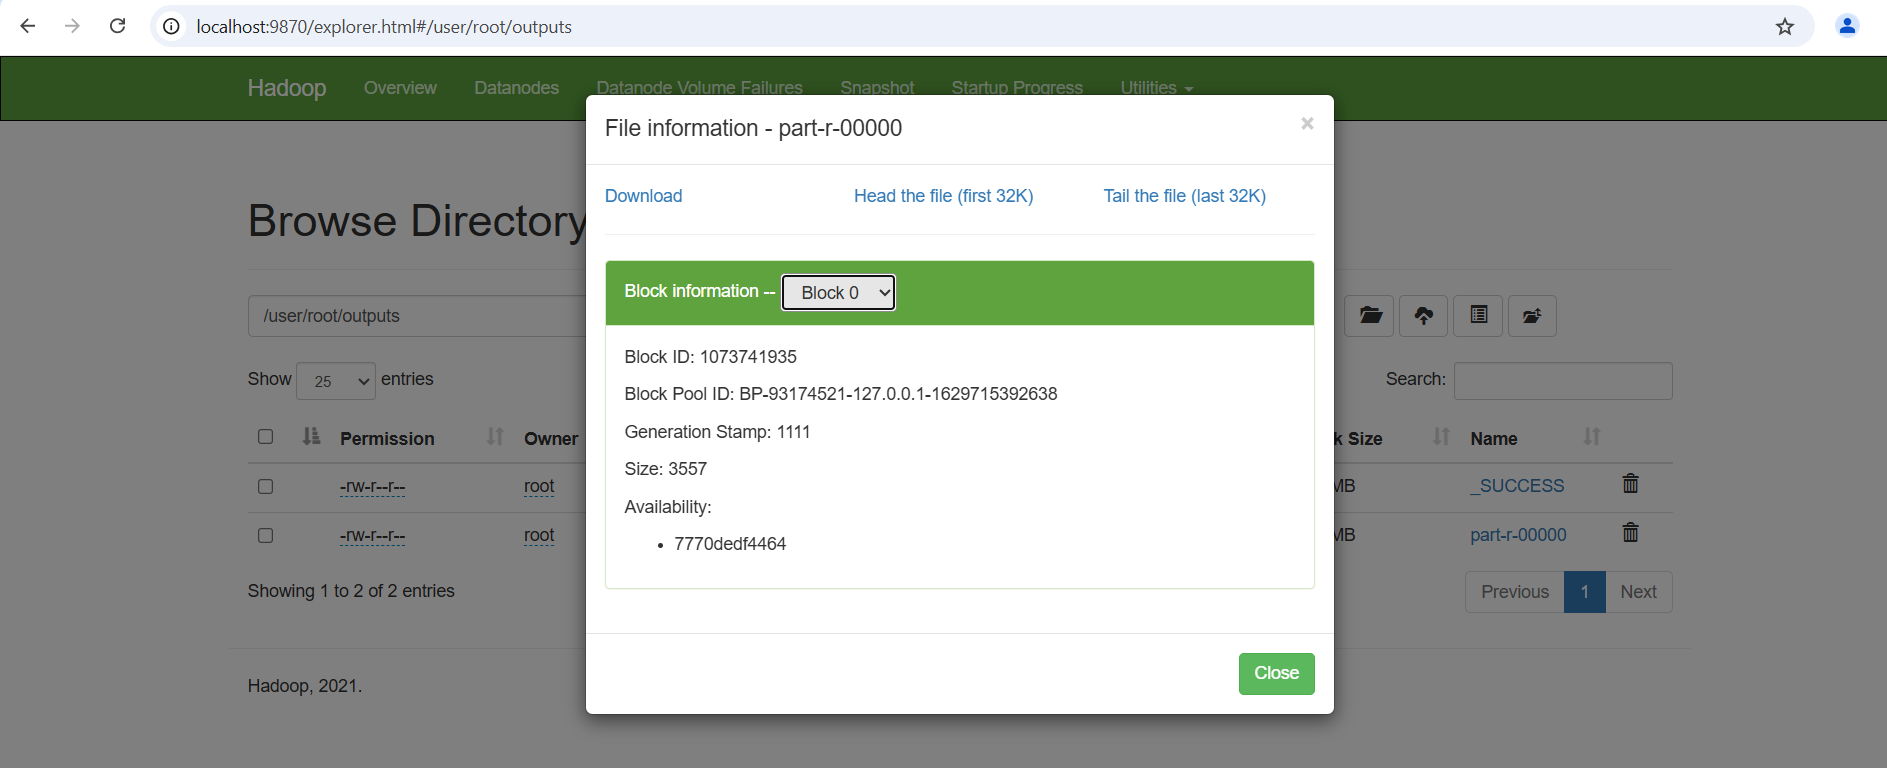 localhost:9870/explorer.html#/user/root/outputs
Hadoop Overview Datanodes Datanode Volume Failures Snapshot Startup Progress Utilities
File information - part-r-00000 ×
Download Head the file (first 32K) Tail the file (last 32K)
Browse Directory
Block information -- Block 0
/user/root/outputs
Block ID: 1073741935
Show 25 entries
Search:
Block Pool ID: BP-93174521-127.0.0.1-1629715392638
Generation Stamp: 1111
Permission Owner Size Name
Size: 3557
-rw-r--r-- root MB _SUCCESS
Availability:
-rw-r--r-- root MB part-r-00000
• 7770dedf4464
Showing 1 to 2 of 2 entries
Previous 1 Next
Close
Hadoop, 2021.